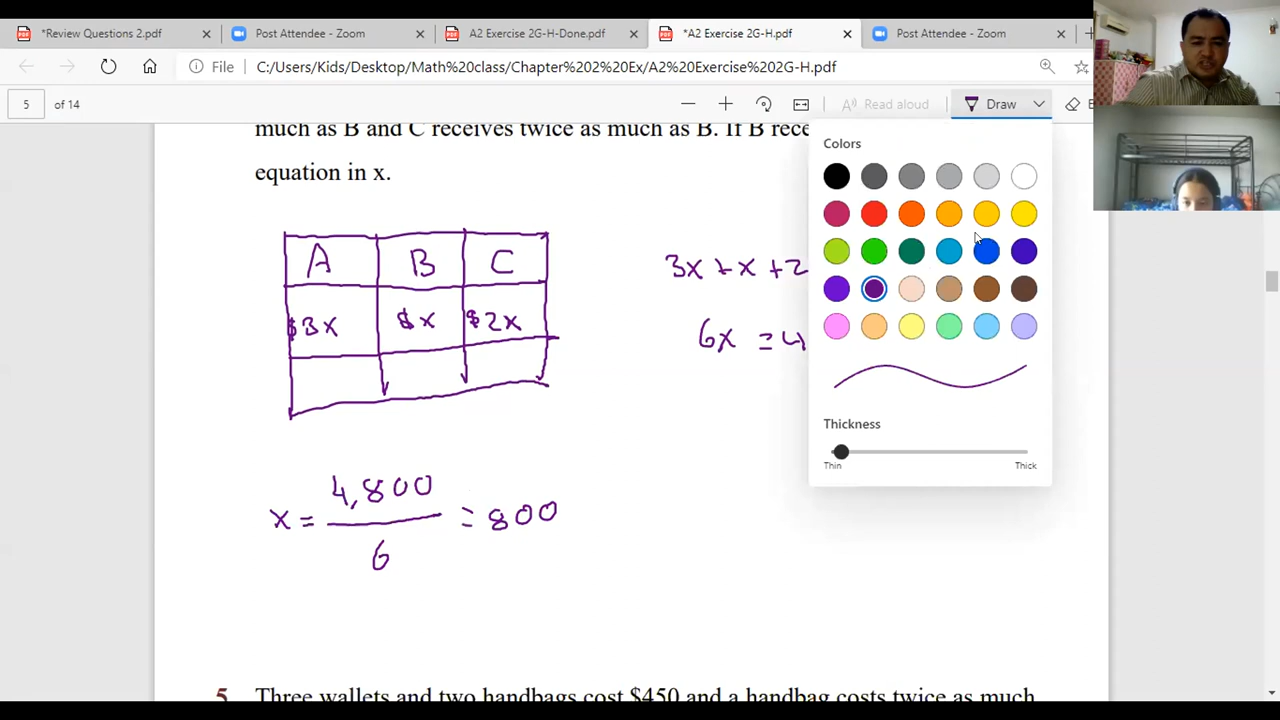 *Review Questions 2.pdf
Post Attendee - Zoom
A2 Exercise 2G-H-Done.pdf
*A2 Exercise 2G-H.pdf
Post Attendee - Zoom
File
C:/Users/Kids/Desktop/Math%20class/Chapter%202%20Ex/A2%20Exercise%202G-H.pdf
5 of 14
Read aloud
Draw
much as B and C receives twice as much as B. If B rece
equation in x.
Colors
A B C
$3x $x $2x
3x + x + 2
6x = 4
Thickness
Thin Thick
x = 4,800
6
= 800
5 Three wallets and two handbags cost $450 and a handbag costs twice as much